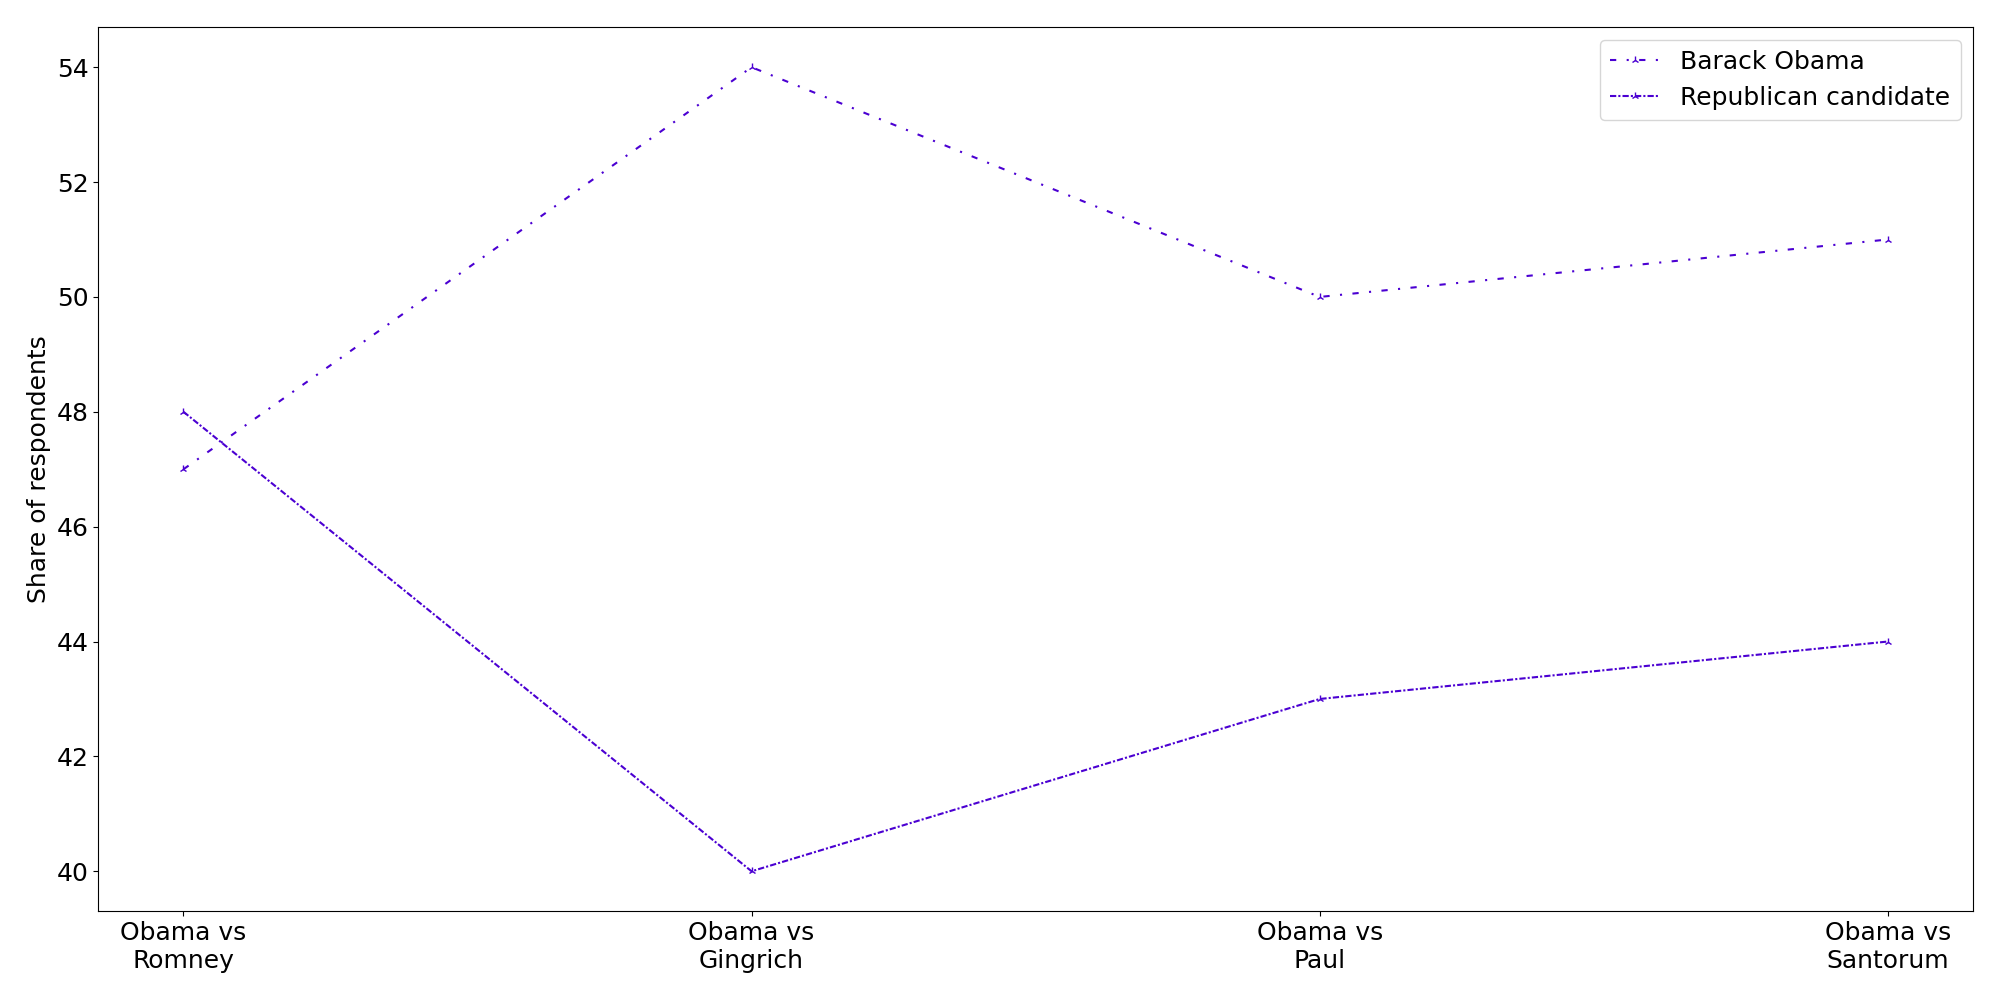 Barack Obama
Republican candidate
Share of respondents
54
52
50
48
46
44
42
40
Obama vs
Romney
Obama vs
Gingrich
Obama vs
Paul
Obama vs
Santorum